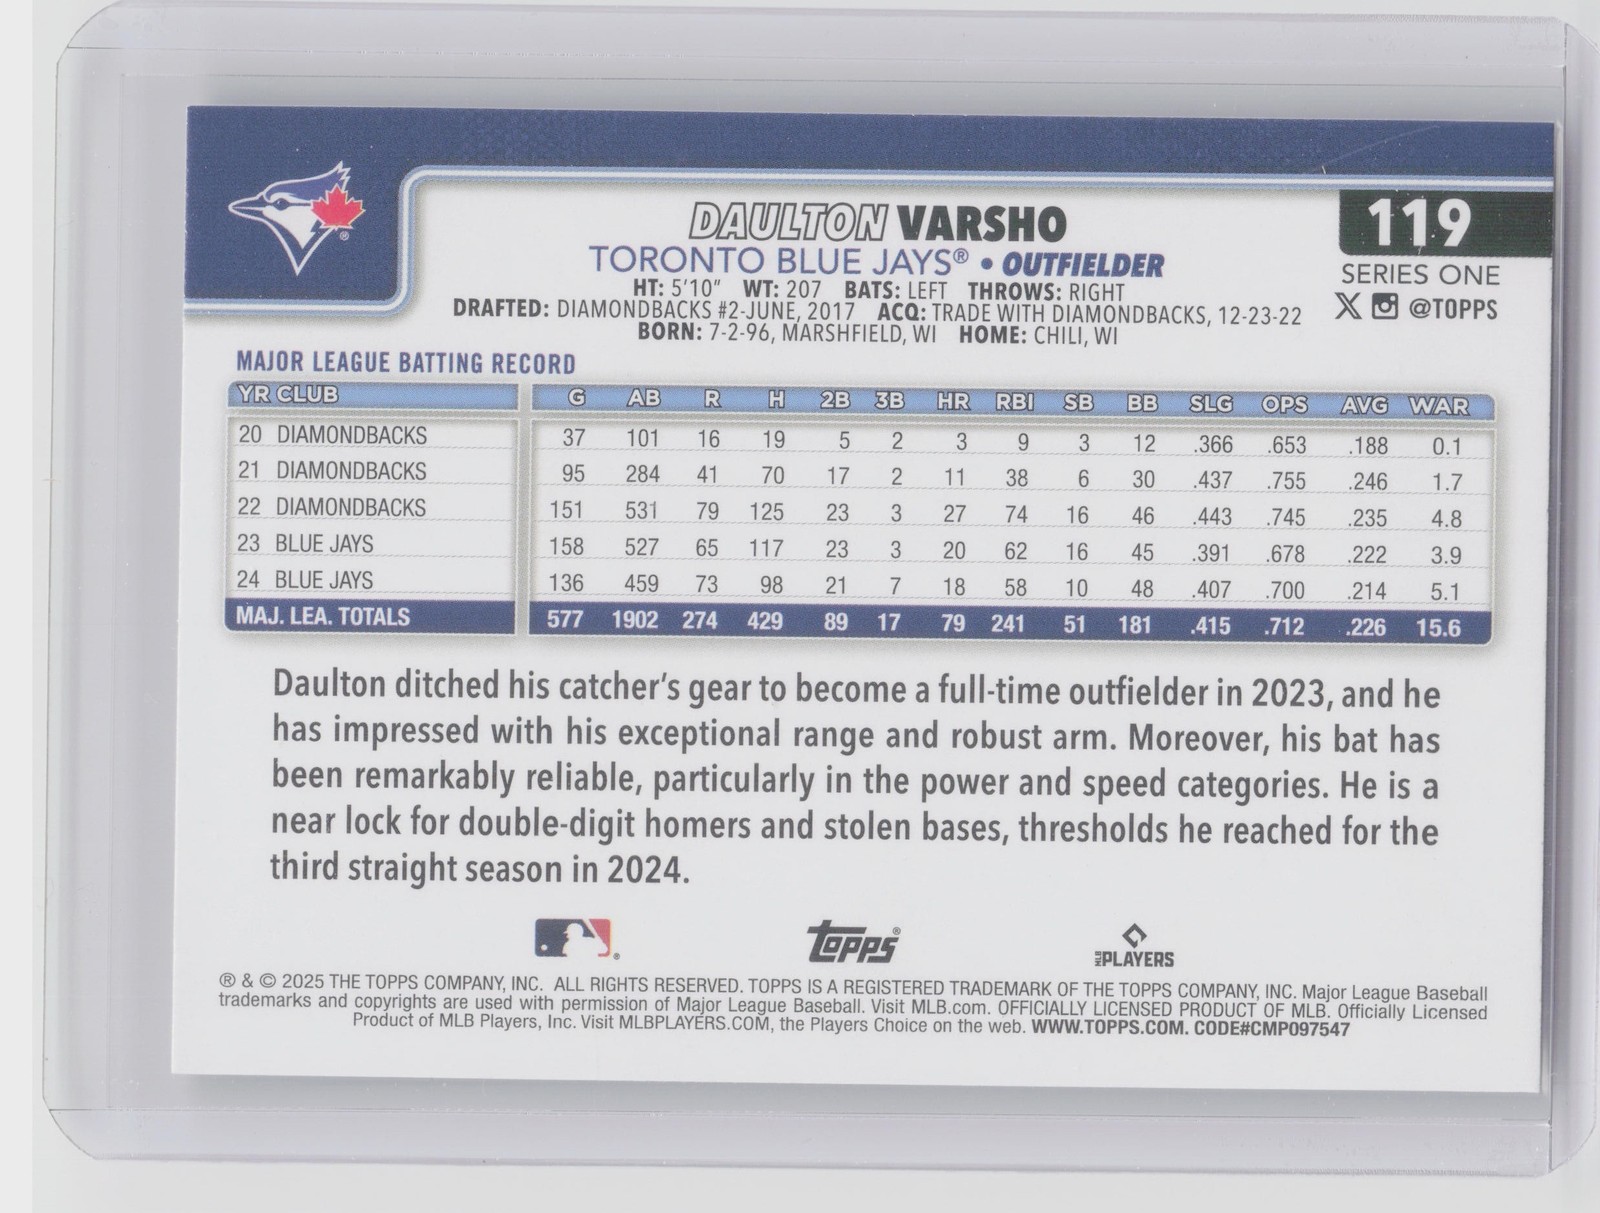 DAULTON VARSHO
119
TORONTO BLUE JAYS® • OUTFIELDER
SERIES ONE
HT: 5'10" WT: 207 BATS: LEFT THROWS: RIGHT
DRAFTED: DIAMONDBACKS #2-JUNE, 2017 ACQ: TRADE WITH DIAMONDBACKS, 12-23-22
X @TOPPS
BORN: 7-2-96, MARSHFIELD, WI HOME: CHILI, WI
MAJOR LEAGUE BATTING RECORD
YR CLUB G AB R H 2B 3B HR RBI SB BB SLG OPS AVG WAR
20 DIAMONDBACKS 37 101 16 19 5 2 3 9 3 12 .366 .653 .188 0.1
21 DIAMONDBACKS 95 284 41 70 17 2 11 38 6 30 .437 .755 .246 1.7
22 DIAMONDBACKS 151 531 79 125 23 3 27 74 16 46 .443 .745 .235 4.8
23 BLUE JAYS 158 527 65 117 23 3 20 62 16 45 .391 .678 .222 3.9
24 BLUE JAYS 136 459 73 98 21 7 18 58 10 48 .407 .700 .214 5.1
MAJ. LEA. TOTALS 577 1902 274 429 89 17 79 241 51 181 .415 .712 .226 15.6
Daulton ditched his catcher's gear to become a full-time outfielder in 2023, and he
has impressed with his exceptional range and robust arm. Moreover, his bat has
been remarkably reliable, particularly in the power and speed categories. He is a
near lock for double-digit homers and stolen bases, thresholds he reached for the
third straight season in 2024.
Topps®
MLB PLAYERS
® & © 2025 THE TOPPS COMPANY, INC. ALL RIGHTS RESERVED. TOPPS IS A REGISTERED TRADEMARK OF THE TOPPS COMPANY, INC. Major League Baseball
trademarks and copyrights are used with permission of Major League Baseball. Visit MLB.com. OFFICIALLY LICENSED PRODUCT OF MLB. Officially Licensed
Product of MLB Players, Inc. Visit MLBPLAYERS.COM, the Players Choice on the web. WWW.TOPPS.COM. CODE#CMP097547